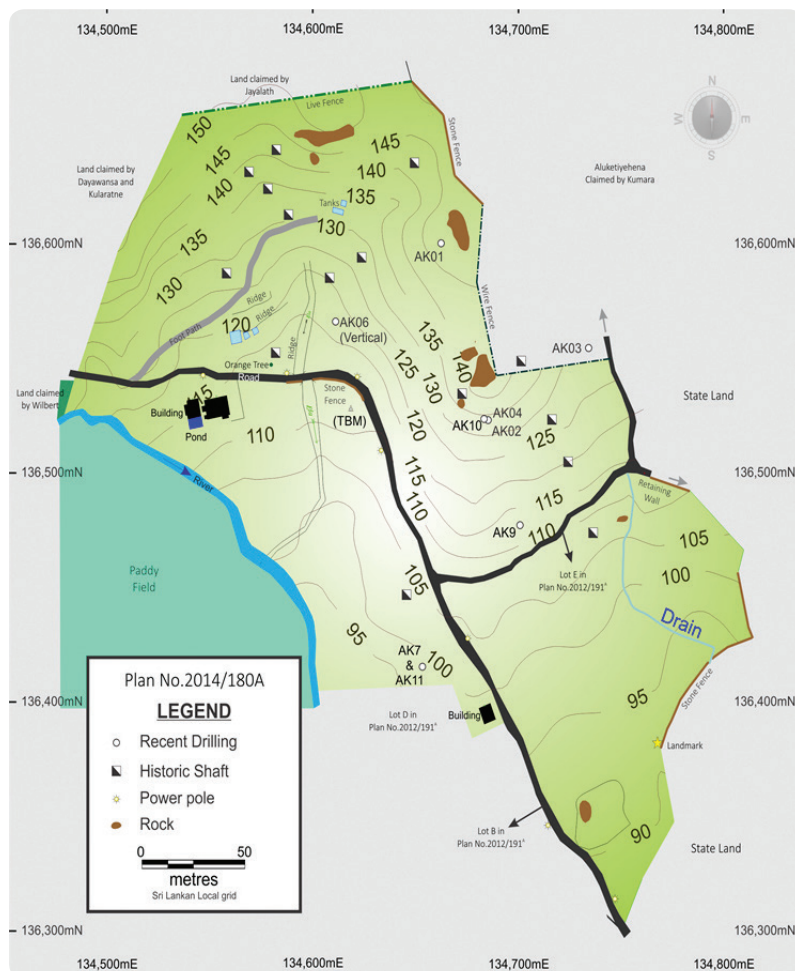 134,500mE
134,600mE
134,700mE
134,800mE
Land claimed by
Jayalath
Live Fence
150
145
145
140
140
135
Stone Fence
N
W
E
S
Land claimed by
Dayawansa and
Kularatne
Aluketiyehena
Claimed by Kumara
Tanks
130
136,600mN
136,600mN
135
AK01
130
Foot Path
Ridge
Ridge
120
AK06
(Vertical)
Ridge
Wire Fence
135
125
140
130
AK03
Orange Tree
Road
Land claimed
by Wilbert
115
Stone
Fence
(TBM)
Building
Pond
110
120
AK04
AK10
AK02
125
State Land
136,500mN
136,500mN
River
115
110
115
AK9
110
Retaining
Wall
105
100
Paddy
Field
105
Lot E in
Plan No.2012/191ᴬ
Drain
95
AK7
&
AK11
100
95
Stone Fence
136,400mN
136,400mN
Lot D in
Plan No.2012/191ᴬ
Building
Landmark
Lot B in
Plan No.2012/191ᴬ
90
State Land
Plan No.2014/180A
LEGEND
Recent Drilling
Historic Shaft
Power pole
Rock
0
50
metres
Sri Lankan Local grid
136,300mN
136,300mN
134,500mE
134,600mE
134,700mE
134,800mE